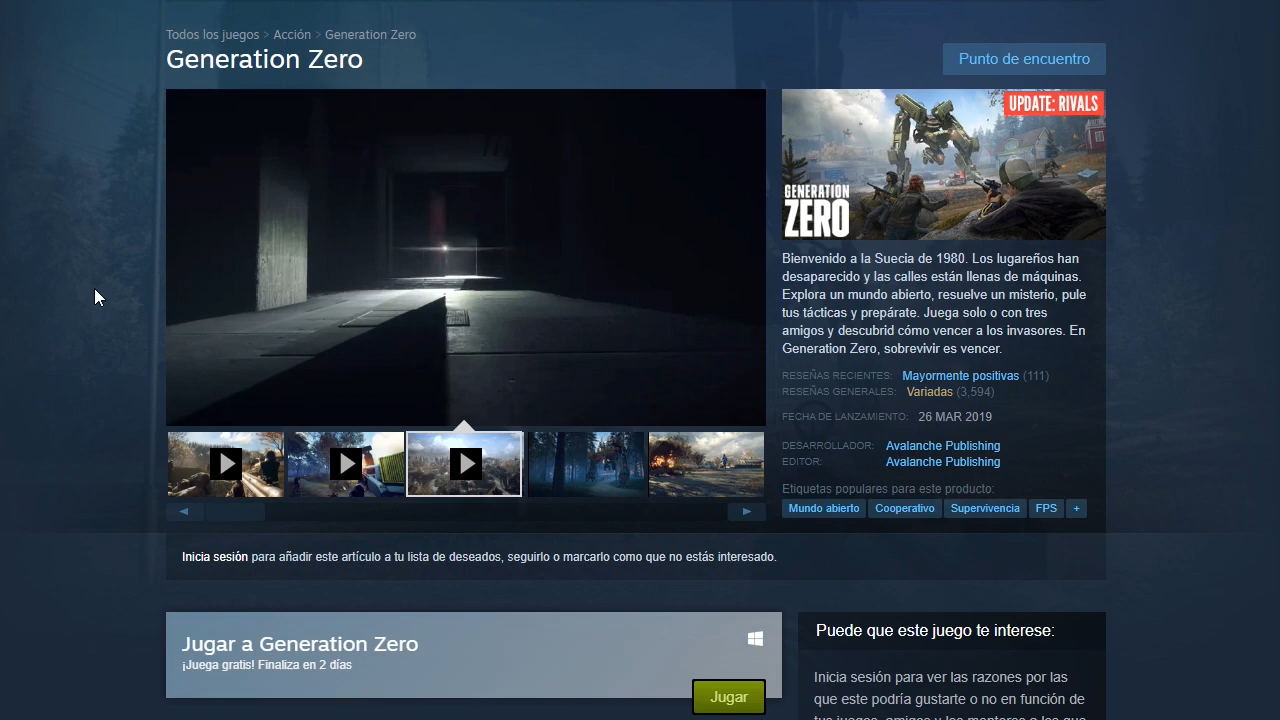 Todos los juegos > Acción > Generation Zero
Generation Zero
Punto de encuentro
UPDATE: RIVALS
GENERATION
ZERO
Bienvenido a la Suecia de 1980. Los lugareños han
desaparecido y las calles están llenas de máquinas.
Explora un mundo abierto, resuelve un misterio, pule
tus tácticas y prepárate. Juega solo o con tres
amigos y descubrid cómo vencer a los invasores. En
Generation Zero, sobrevivir es vencer.
RESEÑAS RECIENTES: Mayormente positivas (111)
RESEÑAS GENERALES: Variadas (3,594)
FECHA DE LANZAMIENTO: 26 MAR 2019
DESARROLLADOR: Avalanche Publishing
EDITOR: Avalanche Publishing
Etiquetas populares para este producto:
Mundo abierto Cooperativo Supervivencia FPS +
Inicia sesión para añadir este artículo a tu lista de deseados, seguirlo o marcarlo como que no estás interesado.
Jugar a Generation Zero
¡Juega gratis! Finaliza en 2 días
Jugar
Puede que este juego te interese:
Inicia sesión para ver las razones por las
que este podría gustarte o no en función de
tus juegos, amigos y los mentores a los que